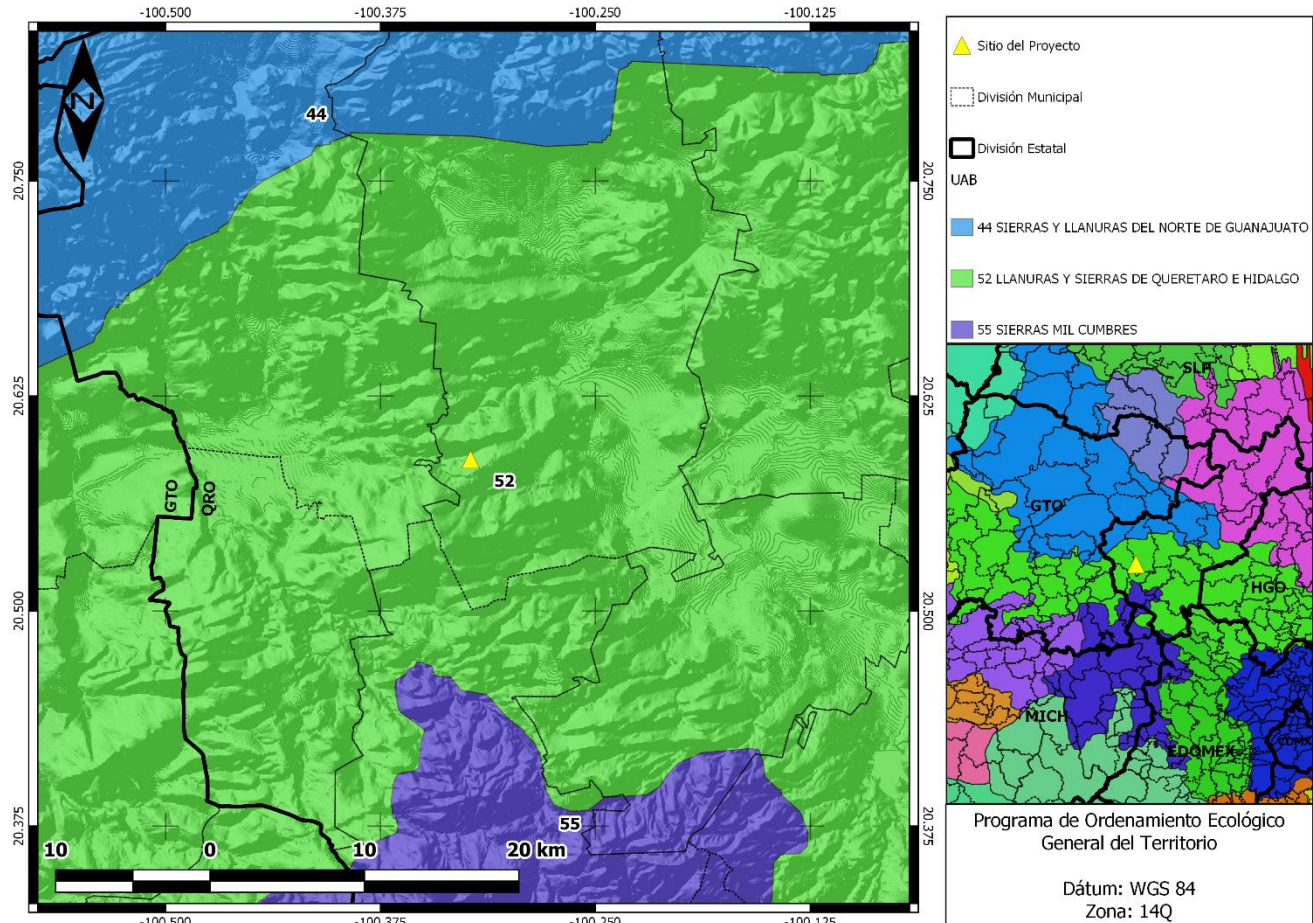 -100.500
-100.375
-100.250
-100.125
20.750
20.625
20.500
20.375
20.750
20.625
20.500
20.375
Z
44
52
55
GTO
QRO
10
0
10
20 km
-100.500
-100.375
-100.250
-100.125
Sitio del Proyecto
División Municipal
División Estatal
UAB
44 SIERRAS Y LLANURAS DEL NORTE DE GUANAJUATO
52 LLANURAS Y SIERRAS DE QUERETARO E HIDALGO
55 SIERRAS MIL CUMBRES
SLP
GTO
HGO
MICH
EDOMEX
CDMX
Programa de Ordenamiento Ecológico
General del Territorio
Dátum: WGS 84
Zona: 14Q